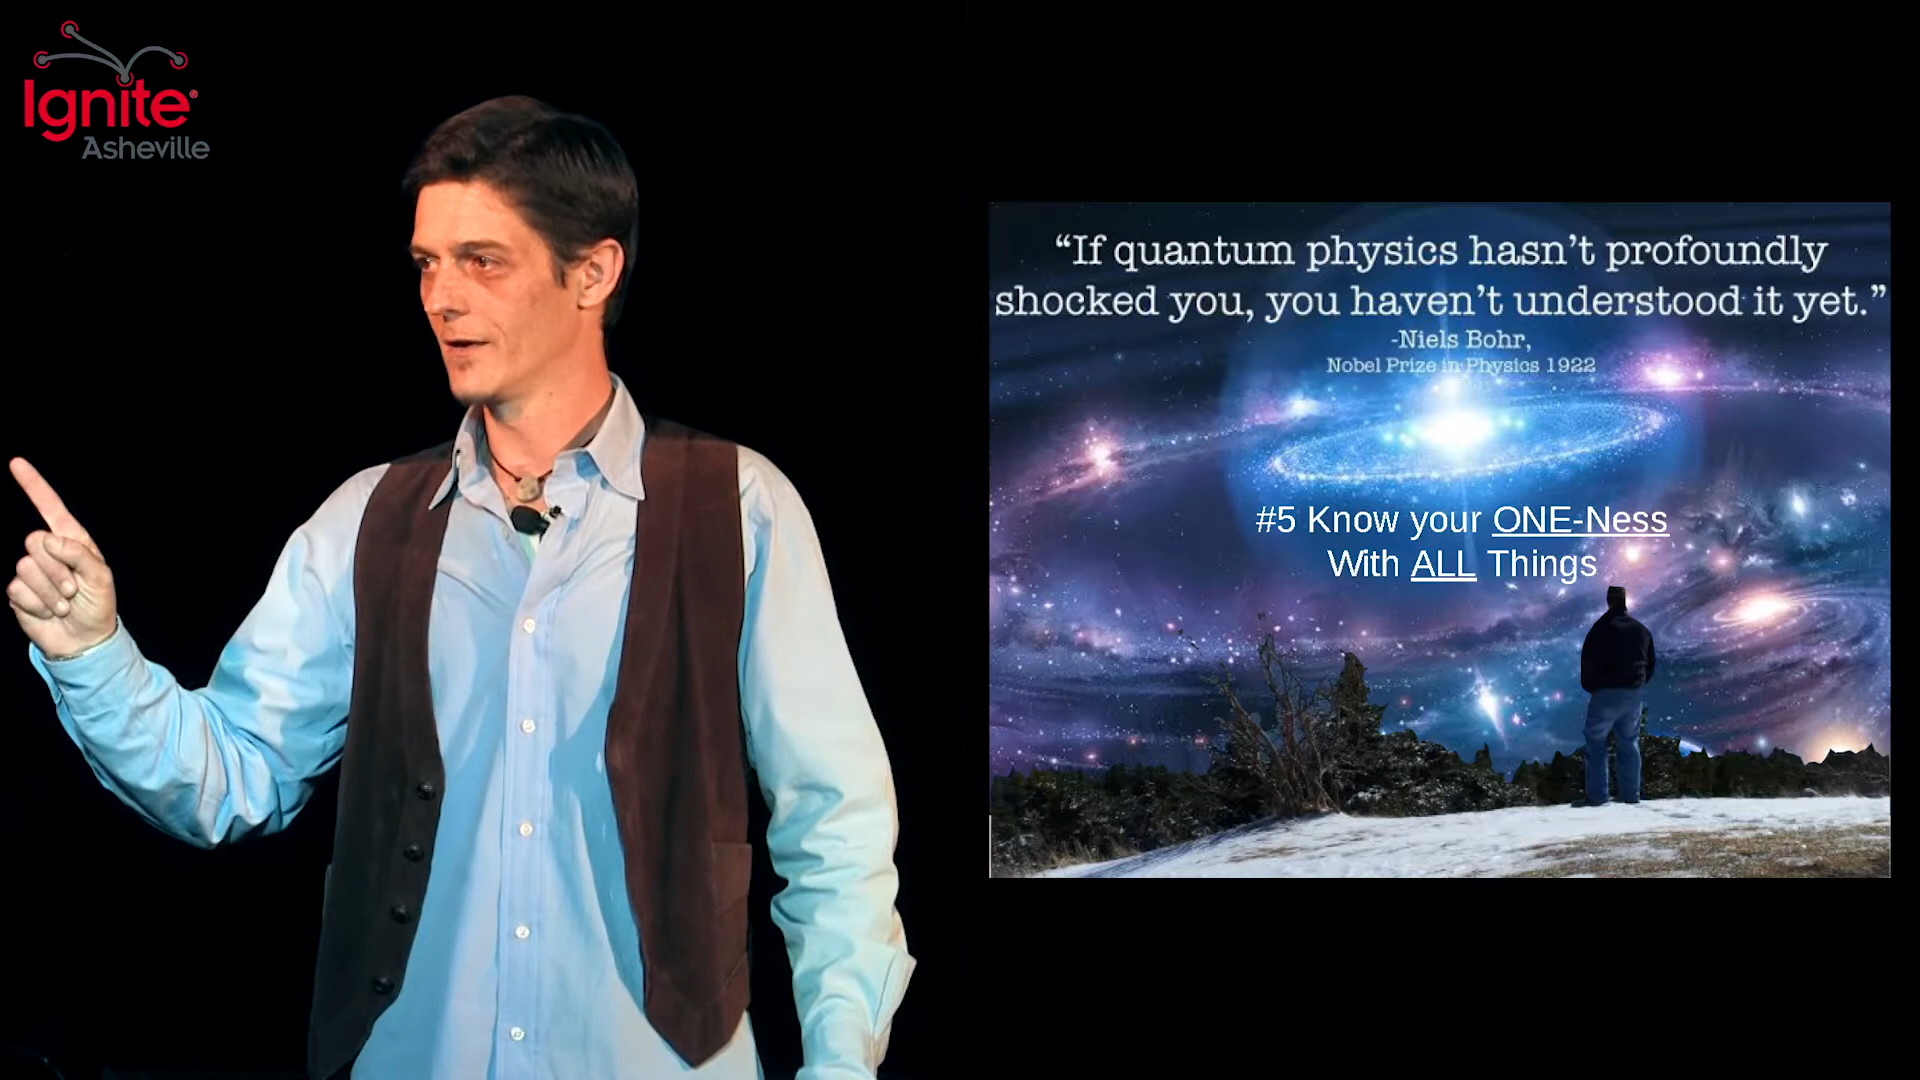 Ignite
Asheville
“If quantum physics hasn’t profoundly
shocked you, you haven’t understood it yet.”
-Niels Bohr,
Nobel Prize in Physics 1922
#5 Know your ONE-Ness
With ALL Things